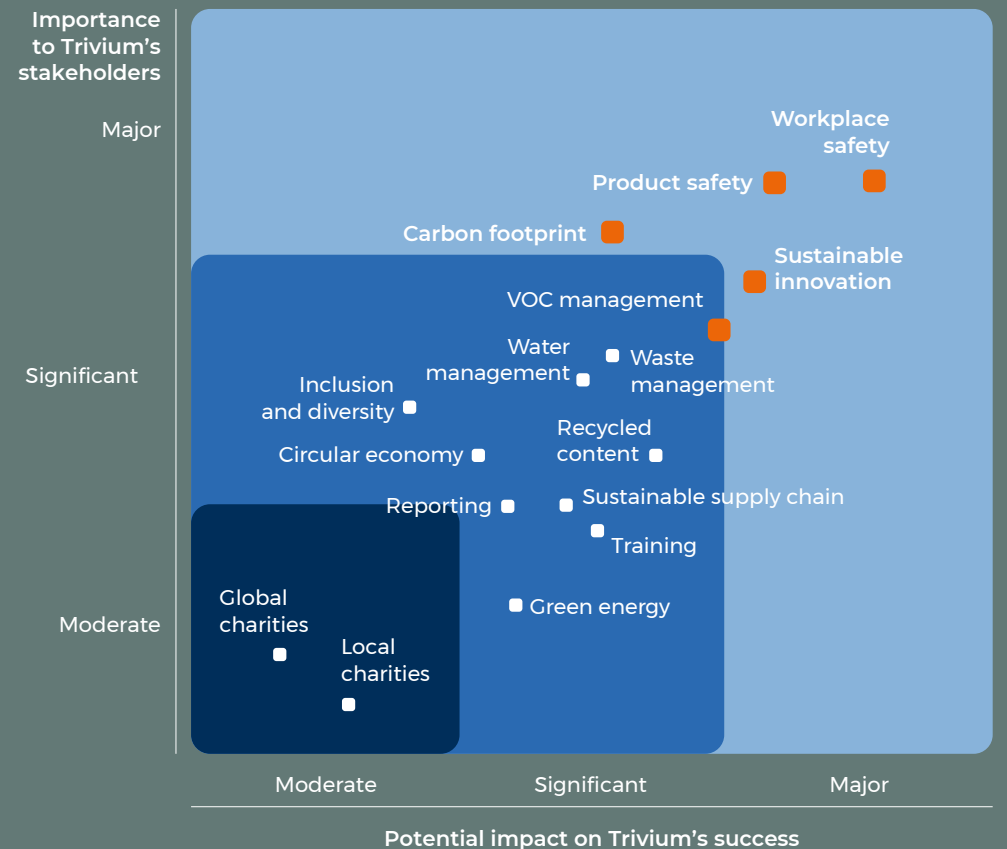 Importance
to Trivium’s
stakeholders
Major
Workplace
safety
Product safety
Carbon footprint
Sustainable
innovation
VOC management
Water
management
Waste
management
Significant
Inclusion
and diversity
Recycled
content
Circular economy
Sustainable supply chain
Reporting
Training
Global
charities
Green energy
Moderate
Local
charities
Moderate
Significant
Major
Potential impact on Trivium’s success